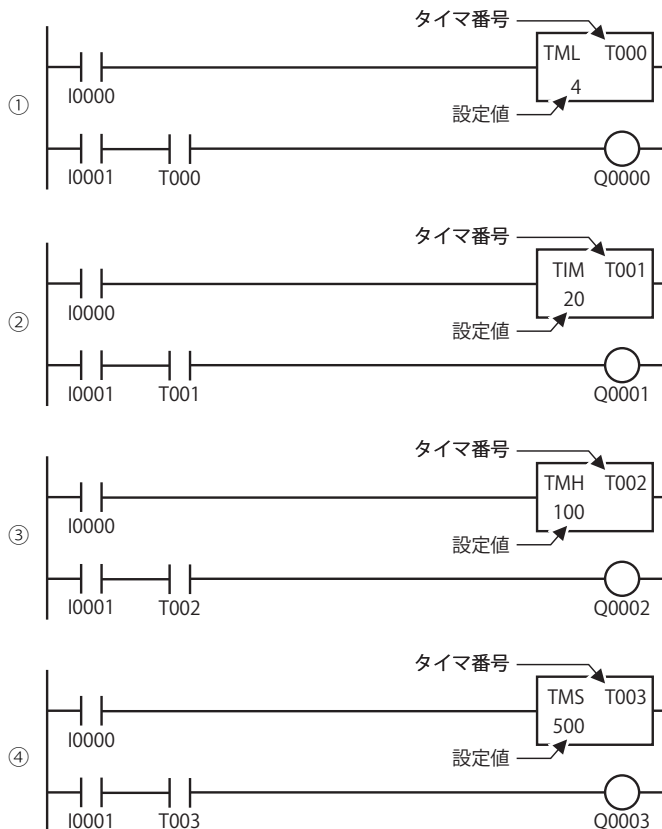 タイマ番号
TML T000
4
I0000
設定値
①
I0001 T000 Q0000
タイマ番号
TIM T001
20
I0000
設定値
②
I0001 T001 Q0001
タイマ番号
TMH T002
100
I0000
設定値
③
I0001 T002 Q0002
タイマ番号
TMS T003
500
I0000
設定値
④
I0001 T003 Q0003